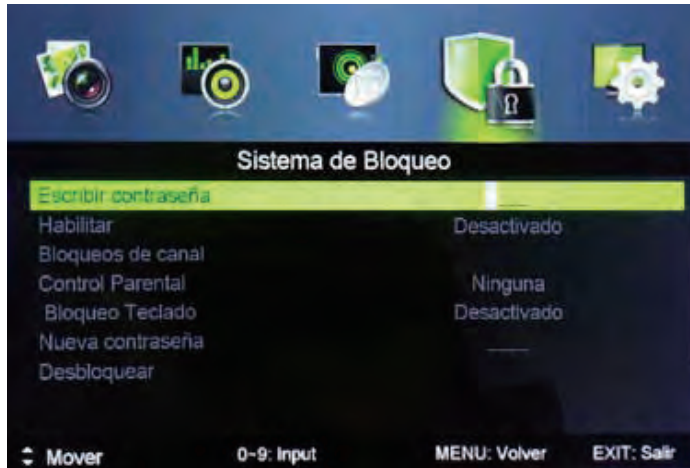 Sistema de Bloqueo
Escribir contraseña
Habilitar Desactivado
Bloqueos de canal
Control Parental Ninguna
Bloqueo Teclado Desactivado
Nueva contraseña ____
Desbloquear
Mover 0~9: Input MENU: Volver EXIT: Salir